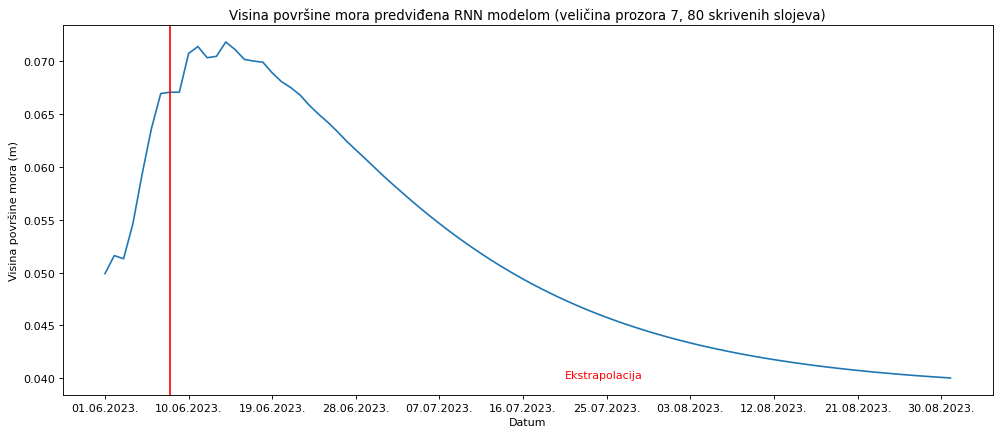 Visina površine mora predviđena RNN modelom (veličina prozora 7, 80 skrivenih slojeva)
Visina površine mora (m)
0.070
0.065
0.060
0.055
0.050
0.045
0.040
Ekstrapolacija
01.06.2023. 10.06.2023. 19.06.2023. 28.06.2023. 07.07.2023. 16.07.2023. 25.07.2023. 03.08.2023. 12.08.2023. 21.08.2023. 30.08.2023.
Datum